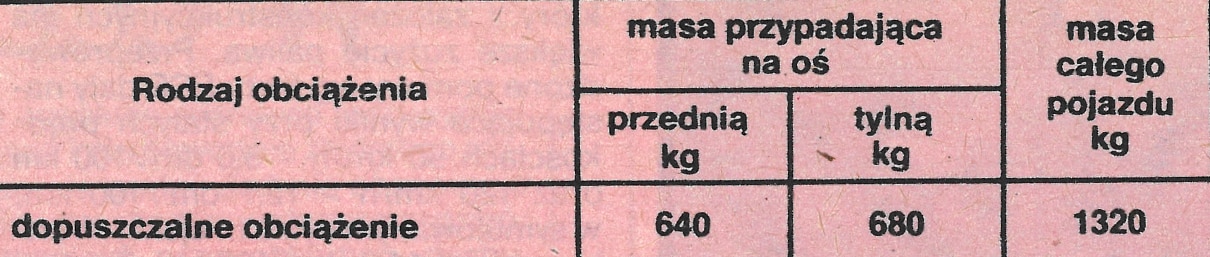 Rodzaj obciążenia
masa przypadająca
na oś
przednią
kg
tylną
kg
masa
całego
pojazdu
kg
dopuszczalne obciążenie 640 680 1320